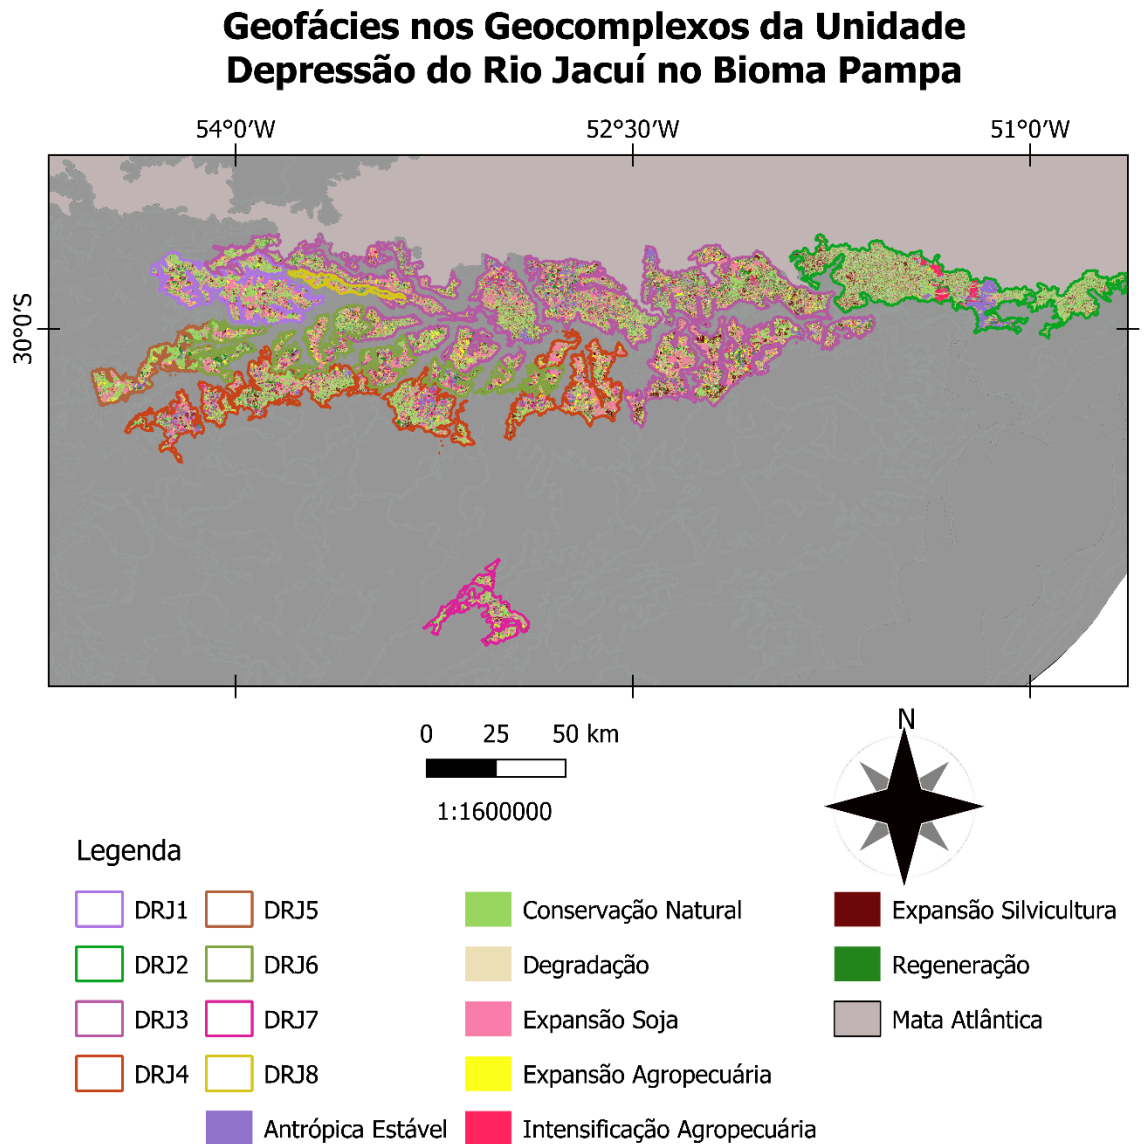 Geofácies nos Geocomplexos da Unidade
Depressão do Rio Jacuí no Bioma Pampa
54°0′W 52°30′W 51°0′W
30°0′S
0 25 50 km
1:1600000
N
Legenda
DRJ1 DRJ5 Conservação Natural Expansão Silvicultura
DRJ2 DRJ6 Degradação Regeneração
DRJ3 DRJ7 Expansão Soja Mata Atlântica
DRJ4 DRJ8 Expansão Agropecuária
Antrópica Estável Intensificação Agropecuária